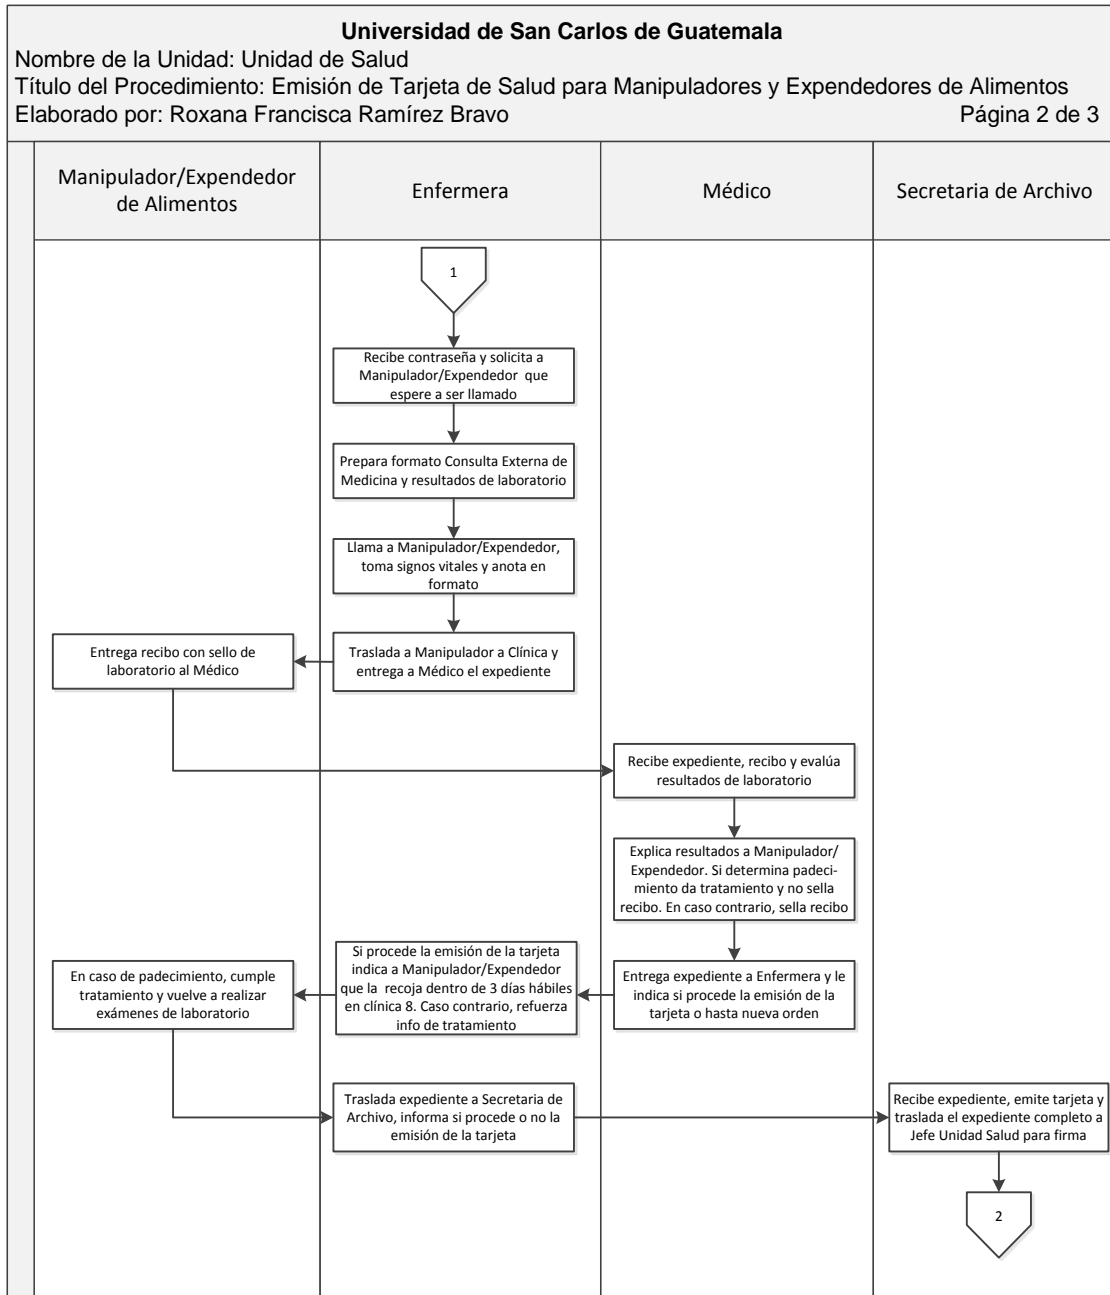 Universidad de San Carlos de Guatemala
Nombre de la Unidad: Unidad de Salud
Título del Procedimiento: Emisión de Tarjeta de Salud para Manipuladores y Expendedores de Alimentos
Elaborado por: Roxana Francisca Ramírez Bravo Página 2 de 3
Manipulador/Expendedor
de Alimentos
Enfermera
Médico
Secretaria de Archivo
1
Recibe contraseña y solicita a
Manipulador/Expendedor que
espere a ser llamado
Prepara formato Consulta Externa de
Medicina y resultados de laboratorio
Llama a Manipulador/Expendedor,
toma signos vitales y anota en
formato
Traslada a Manipulador a Clínica y
entrega a Médico el expediente
Entrega recibo con sello de
laboratorio al Médico
Recibe expediente, recibo y evalúa
resultados de laboratorio
Explica resultados a Manipulador/
Expendedor. Si determina padeci-
miento da tratamiento y no sella
recibo. En caso contrario, sella recibo
Entrega expediente a Enfermera y le
indica si procede la emisión de la
tarjeta o hasta nueva orden
Si procede la emisión de la tarjeta
indica a Manipulador/Expendedor
que la recoja dentro de 3 días hábiles
en clínica 8. Caso contrario, refuerza
info de tratamiento
En caso de padecimiento, cumple
tratamiento y vuelve a realizar
exámenes de laboratorio
Traslada expediente a Secretaria de
Archivo, informa si procede o no la
emisión de la tarjeta
Recibe expediente, emite tarjeta y
traslada el expediente completo a
Jefe Unidad Salud para firma
2